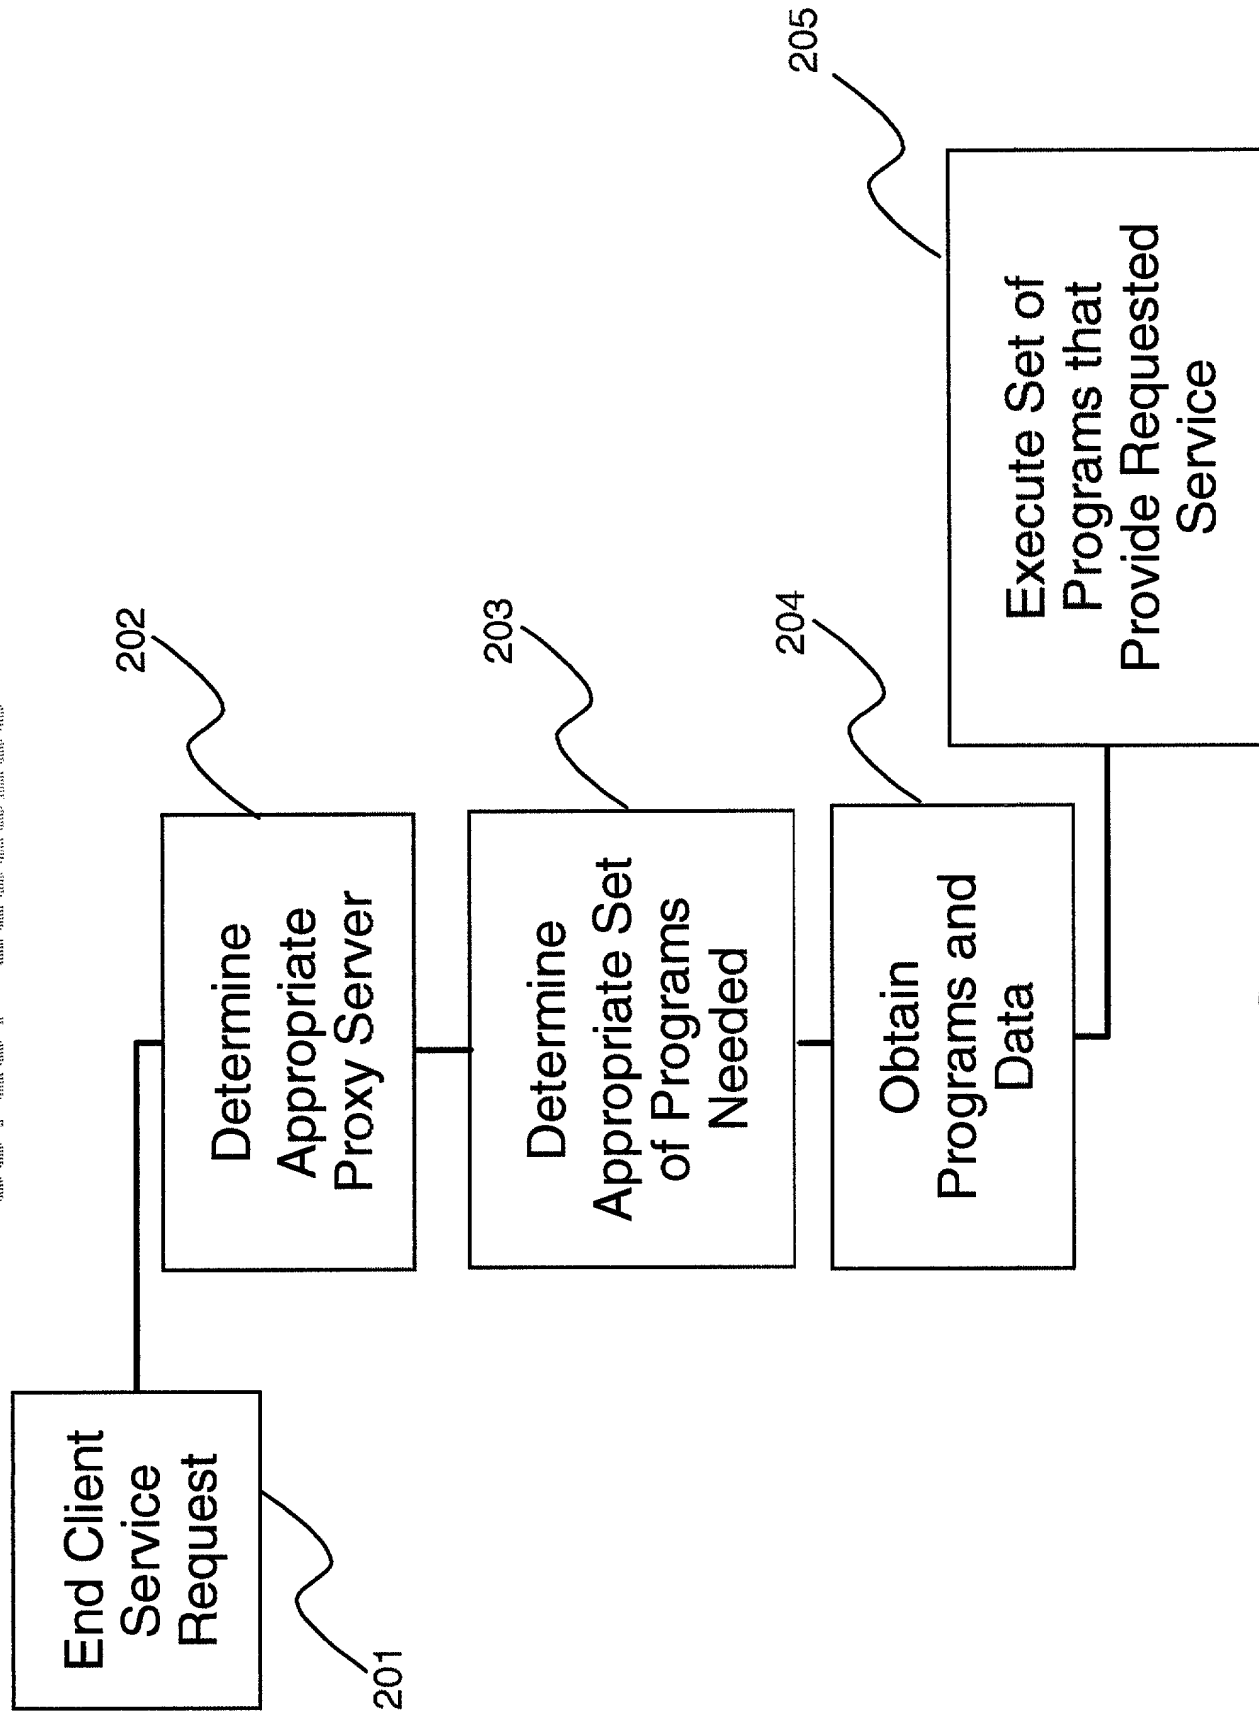 End Client
Service
Request
201
202
Determine
Appropriate
Proxy Server
203
Determine
Appropriate Set
of Programs
Needed
204
Obtain
Programs and
Data
205
Execute Set of
Programs that
Provide Requested
Service